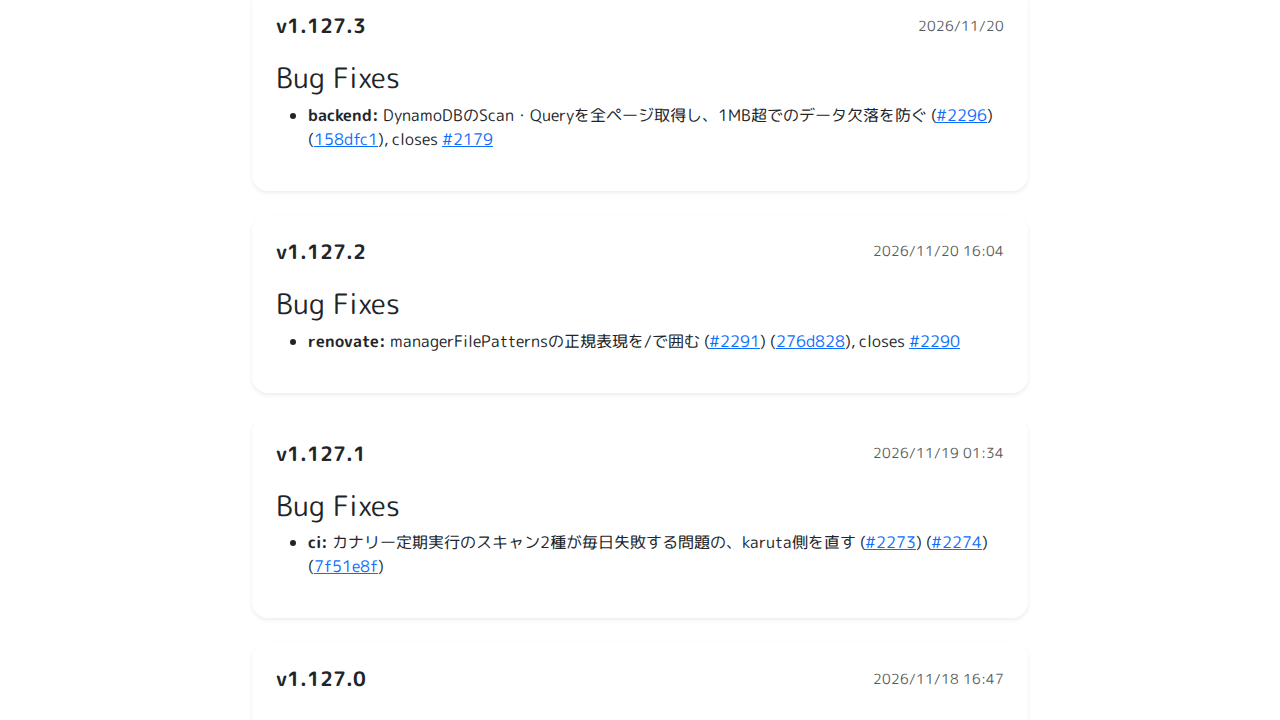 v1.127.3
2026/11/20
Bug Fixes
backend: DynamoDBのScan・Queryを全ページ取得し、1MB超でのデータ欠落を防ぐ (#2296)
(158dfc1), closes #2179
v1.127.2
2026/11/20 16:04
Bug Fixes
renovate: managerFilePatternsの正規表現を/で囲む (#2291) (276d828), closes #2290
v1.127.1
2026/11/19 01:34
Bug Fixes
ci: カナリー定期実行のスキャン2種が毎日失敗する問題の、karuta側を直す (#2273) (#2274)
(7f51e8f)
v1.127.0
2026/11/18 16:47